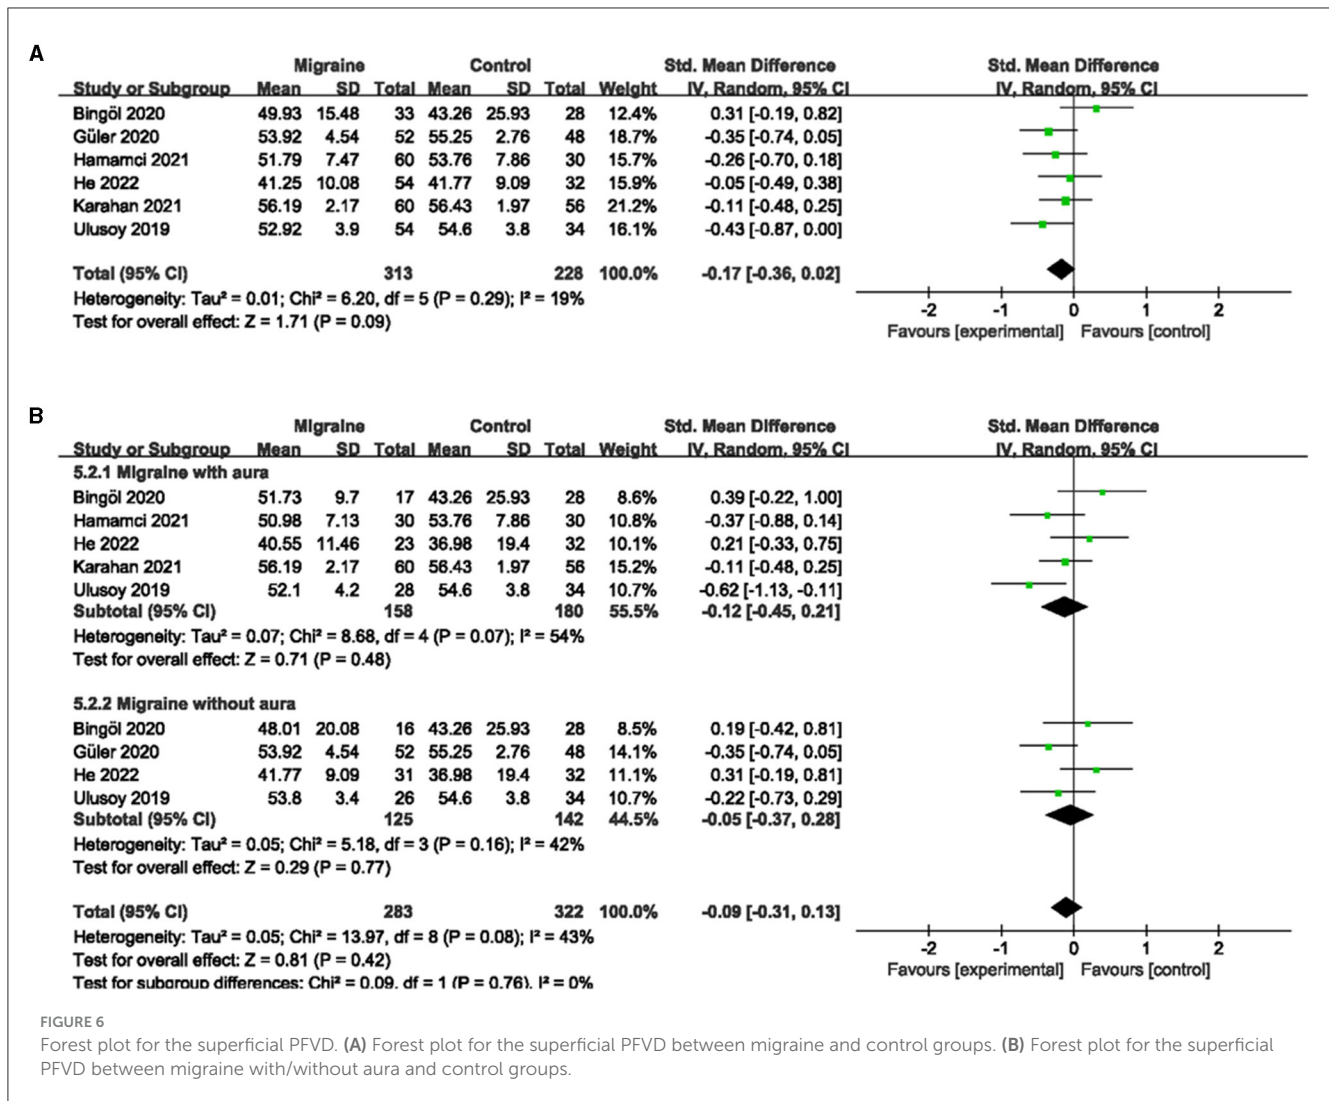 A
Migraine Control Std. Mean Difference Std. Mean Difference
Study or Subgroup Mean SD Total Mean SD Total Weight IV, Random, 95% CI IV, Random, 95% CI
Bingöl 2020 49.93 15.48 33 43.26 25.93 28 12.4% 0.31 [-0.19, 0.82]
Güler 2020 53.92 4.54 52 55.25 2.76 48 18.7% -0.35 [-0.74, 0.05]
Hamamci 2021 51.79 7.47 60 53.76 7.86 30 15.7% -0.26 [-0.70, 0.18]
He 2022 41.25 10.08 54 41.77 9.09 32 15.9% -0.05 [-0.49, 0.38]
Karahan 2021 56.19 2.17 60 56.43 1.97 56 21.2% -0.11 [-0.48, 0.25]
Ulusoy 2019 52.92 3.9 54 54.6 3.8 34 16.1% -0.43 [-0.87, 0.00]
Total (95% CI) 313 228 100.0% -0.17 [-0.36, 0.02]
Heterogeneity: Tau² = 0.01; Chi² = 6.20, df = 5 (P = 0.29); I² = 19%
Test for overall effect: Z = 1.71 (P = 0.09)
-2 -1 0 1 2
Favours [experimental] Favours [control]
B
Migraine Control Std. Mean Difference Std. Mean Difference
Study or Subgroup Mean SD Total Mean SD Total Weight IV, Random, 95% CI IV, Random, 95% CI
5.2.1 Migraine with aura
Bingöl 2020 51.73 9.7 17 43.26 25.93 28 8.6% 0.39 [-0.22, 1.00]
Hamamci 2021 50.98 7.13 30 53.76 7.86 30 10.8% -0.37 [-0.88, 0.14]
He 2022 40.55 11.46 23 36.98 19.4 32 10.1% 0.21 [-0.33, 0.75]
Karahan 2021 56.19 2.17 60 56.43 1.97 56 15.2% -0.11 [-0.48, 0.25]
Ulusoy 2019 52.1 4.2 28 54.6 3.8 34 10.7% -0.62 [-1.13, -0.11]
Subtotal (95% CI) 158 180 55.5% -0.12 [-0.45, 0.21]
Heterogeneity: Tau² = 0.07; Chi² = 8.68, df = 4 (P = 0.07); I² = 54%
Test for overall effect: Z = 0.71 (P = 0.48)
5.2.2 Migraine without aura
Bingöl 2020 48.01 20.08 16 43.26 25.93 28 8.5% 0.19 [-0.42, 0.81]
Güler 2020 53.92 4.54 52 55.25 2.76 48 14.1% -0.35 [-0.74, 0.05]
He 2022 41.77 9.09 31 36.98 19.4 32 11.1% 0.31 [-0.19, 0.81]
Ulusoy 2019 53.8 3.4 26 54.6 3.8 34 10.7% -0.22 [-0.73, 0.29]
Subtotal (95% CI) 125 142 44.5% -0.05 [-0.37, 0.28]
Heterogeneity: Tau² = 0.05; Chi² = 5.18, df = 3 (P = 0.16); I² = 42%
Test for overall effect: Z = 0.29 (P = 0.77)
Total (95% CI) 283 322 100.0% -0.09 [-0.31, 0.13]
Heterogeneity: Tau² = 0.05; Chi² = 13.97, df = 8 (P = 0.08); I² = 43%
Test for overall effect: Z = 0.81 (P = 0.42)
Test for subgroup differences: Chi² = 0.09, df = 1 (P = 0.76), I² = 0%
-2 -1 0 1 2
Favours [experimental] Favours [control]
FIGURE 6
Forest plot for the superficial PFVD. (A) Forest plot for the superficial PFVD between migraine and control groups. (B) Forest plot for the superficial
PFVD between migraine with/without aura and control groups.